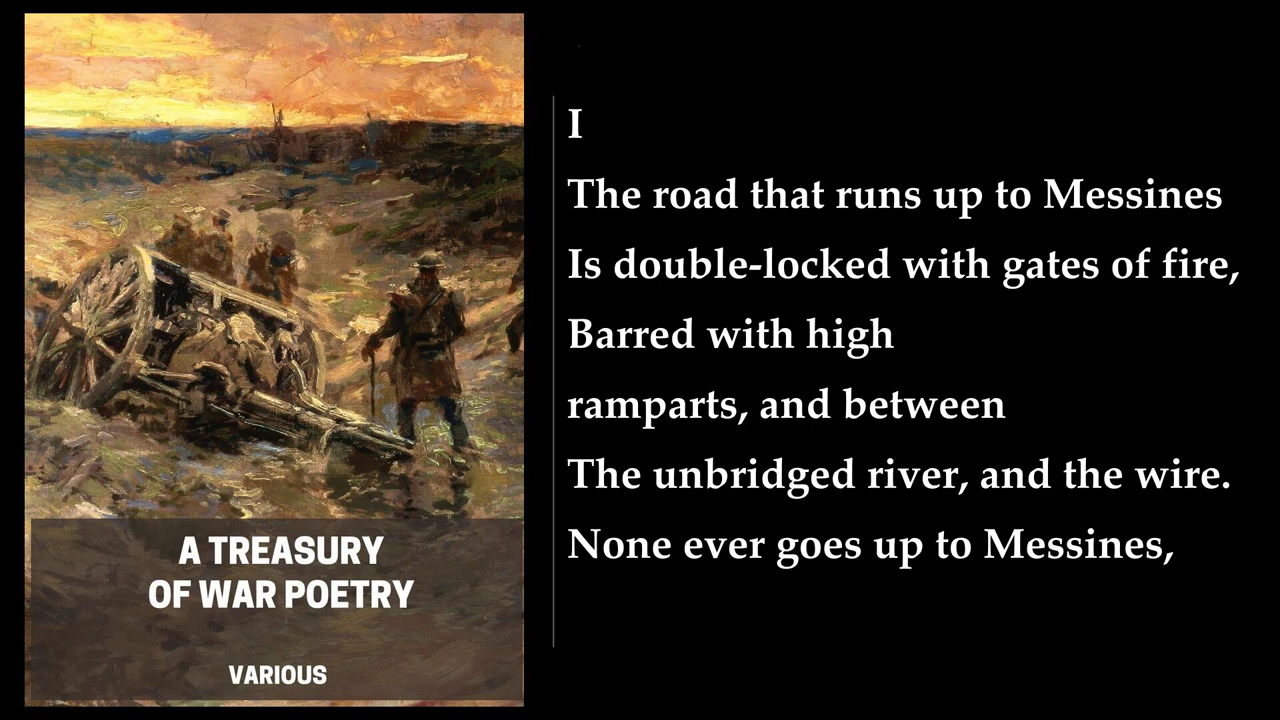 A TREASURY
OF WAR POETRY
VARIOUS
I
The road that runs up to Messines
Is double-locked with gates of fire,
Barred with high
ramparts, and between
The unbridged river, and the wire.
None ever goes up to Messines,